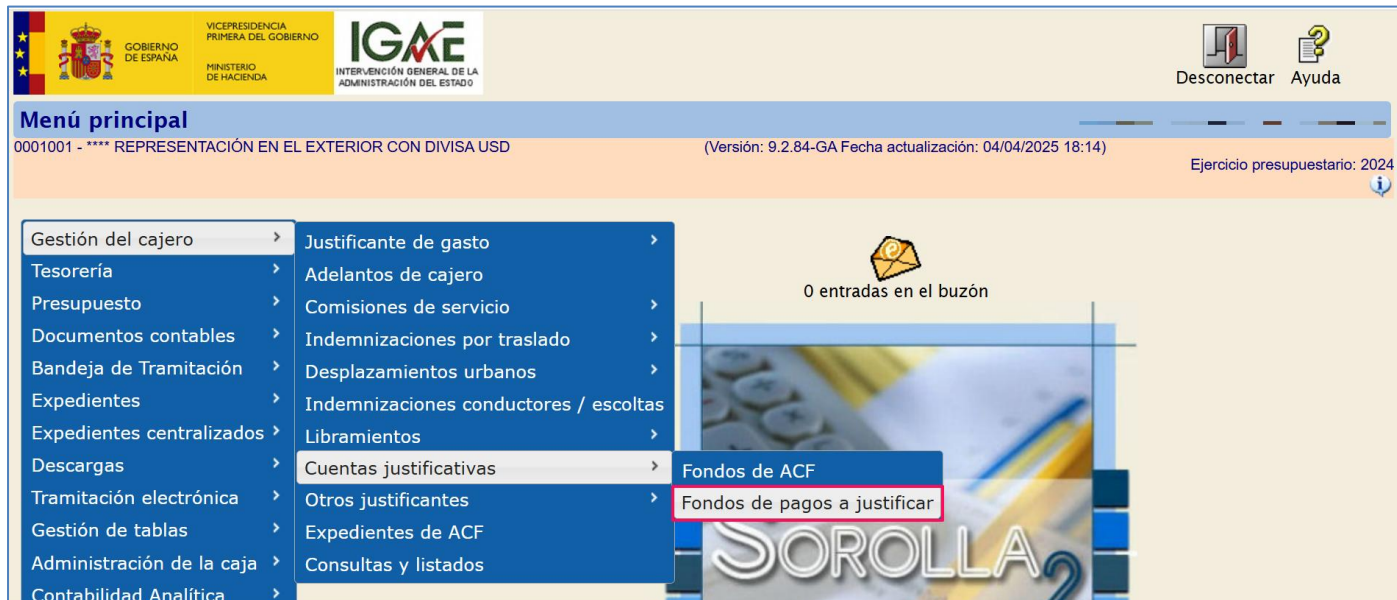 GOBIERNO
DE ESPAÑA
VICEPRESIDENCIA
PRIMERA DEL GOBIERNO
MINISTERIO
DE HACIENDA
IGAE
INTERVENCIÓN GENERAL DE LA
ADMINISTRACIÓN DEL ESTADO
Desconectar Ayuda
Menú principal
0001001 - **** REPRESENTACIÓN EN EL EXTERIOR CON DIVISA USD (Versión: 9.2.84-GA Fecha actualización: 04/04/2025 18:14)
Ejercicio presupuestario: 2024
Gestión del cajero
Tesorería
Presupuesto
Documentos contables
Bandeja de Tramitación
Expedientes
Expedientes centralizados
Descargas
Tramitación electrónica
Gestión de tablas
Administración de la caja
Contabilidad Analítica
Justificante de gasto
Adelantos de cajero
Comisiones de servicio
Indemnizaciones por traslado
Desplazamientos urbanos
Indemnizaciones conductores / escoltas
Libramientos
Cuentas justificativas
Otros justificantes
Expedientes de ACF
Consultas y listados
Fondos de ACF
Fondos de pagos a justificar
0 entradas en el buzón
SOROLLA2